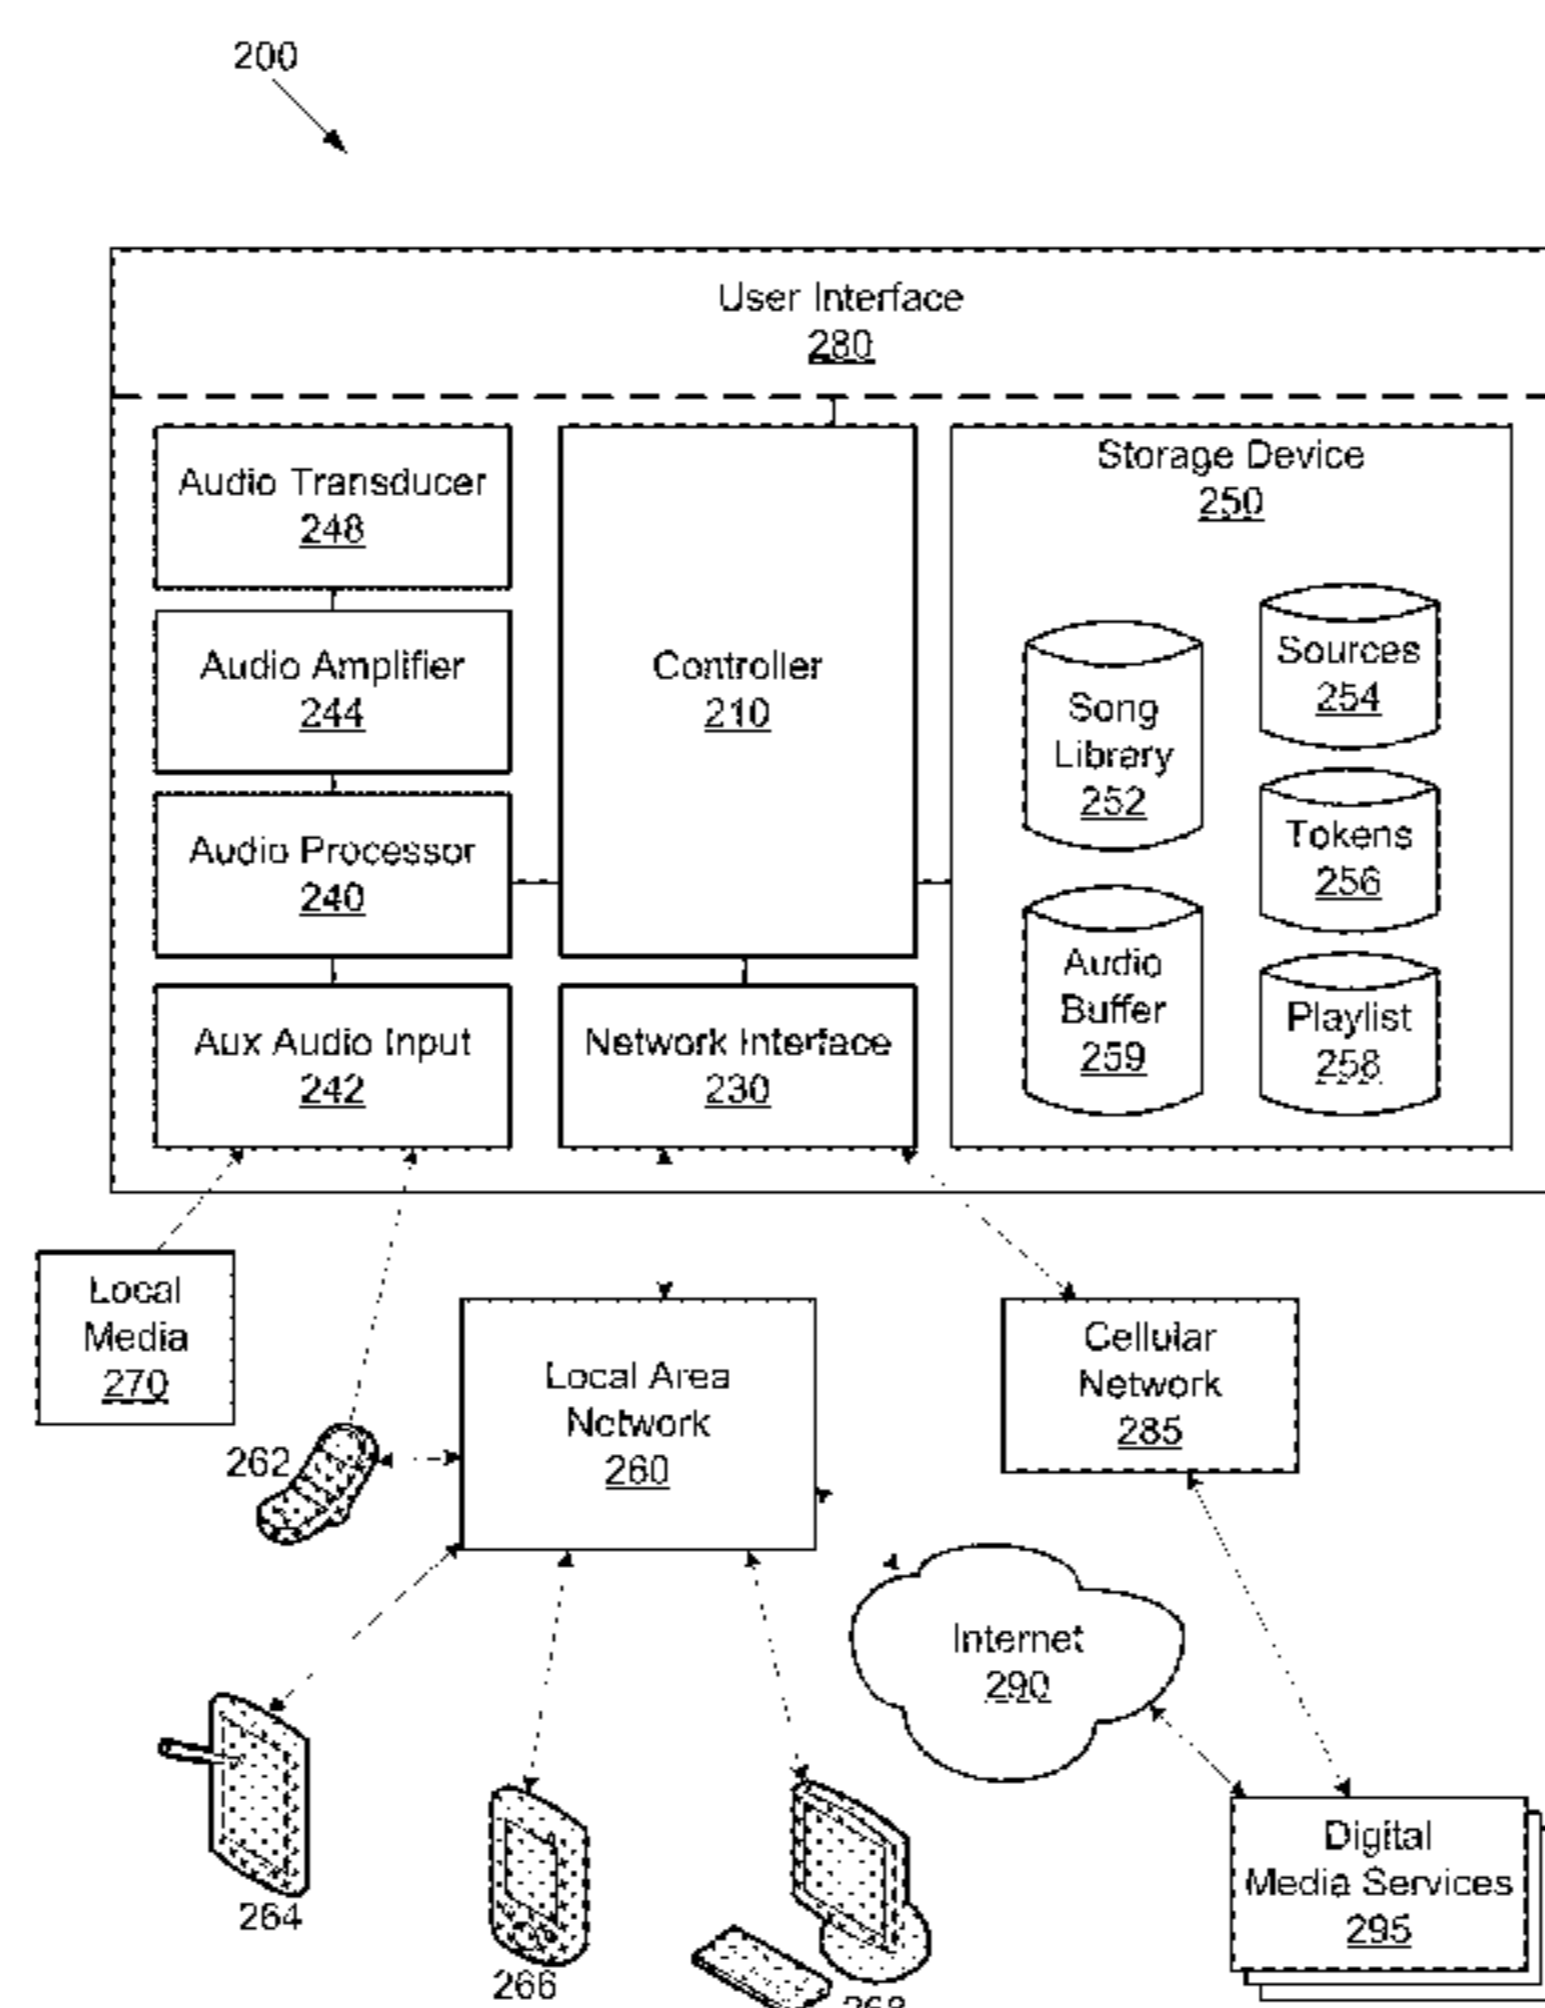 200
User Interface
280
Audio Transducer
248
Audio Amplifier
244
Audio Processor
240
Aux Audio Input
242
Controller
210
Network Interface
230
Storage Device
250
Song
Library
252
Sources
254
Tokens
256
Audio
Buffer
259
Playlist
258
Local
Media
270
262
Local Area
Network
260
Cellular
Network
285
Internet
290
264
266
268
Digital
Media Services
295